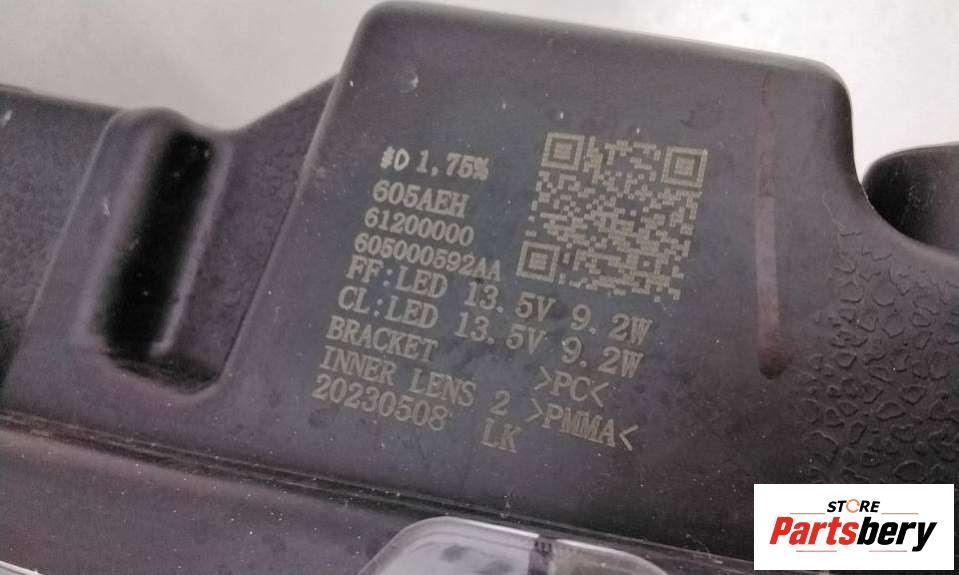 #D 1,75%
605AEH
61200000
605000592AA
FF:LED 13.5V 9.2W
CL:LED 13.5V 9.2W
BRACKET >PC<
INNER LENS 2 >PMMA<
20230508 LK
STORE
Partsbery